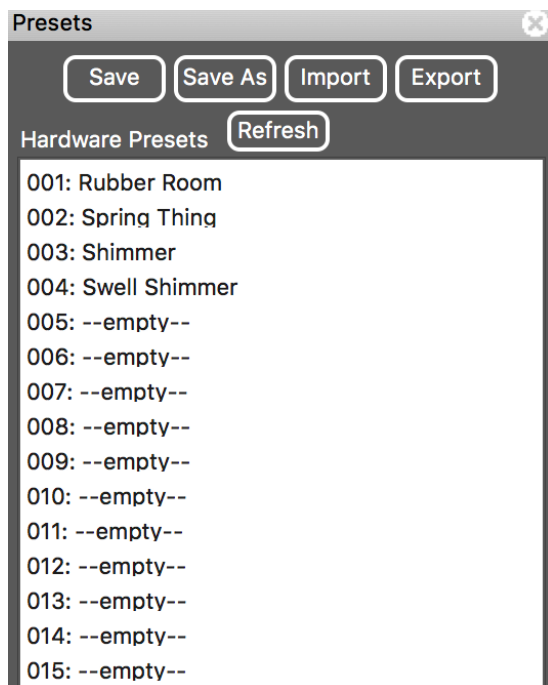 Presets
Save Save As Import Export
Hardware Presets Refresh
001: Rubber Room
002: Spring Thing
003: Shimmer
004: Swell Shimmer
005: --empty--
006: --empty--
007: --empty--
008: --empty--
009: --empty--
010: --empty--
011: --empty--
012: --empty--
013: --empty--
014: --empty--
015: --empty--